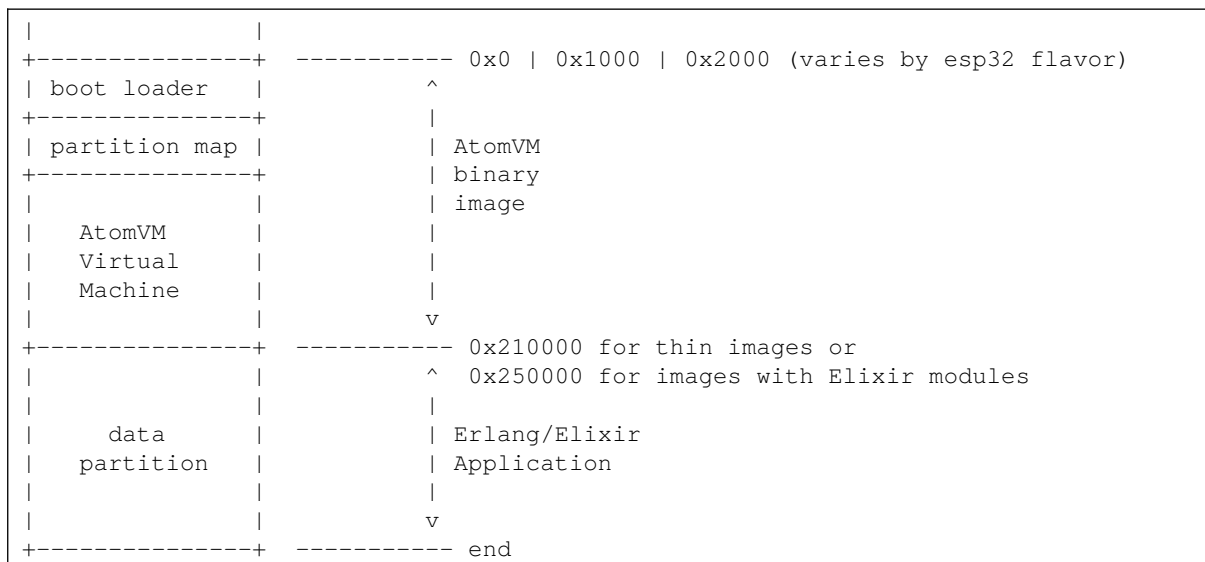 |               |
+---------------+  ----------- 0x0 | 0x1000 | 0x2000 (varies by esp32 flavor)
| boot loader   |           ^
+---------------+           |
| partition map |           | AtomVM
+---------------+           | binary
|               |           | image
|   AtomVM      |           |
|   Virtual     |           |
|   Machine     |           |
|               |           v
+---------------+  ----------- 0x210000 for thin images or
|               |           ^  0x250000 for images with Elixir modules
|               |           |
|     data      |           | Erlang/Elixir
|   partition   |           | Application
|               |           |
|               |           v
+---------------+  ----------- end